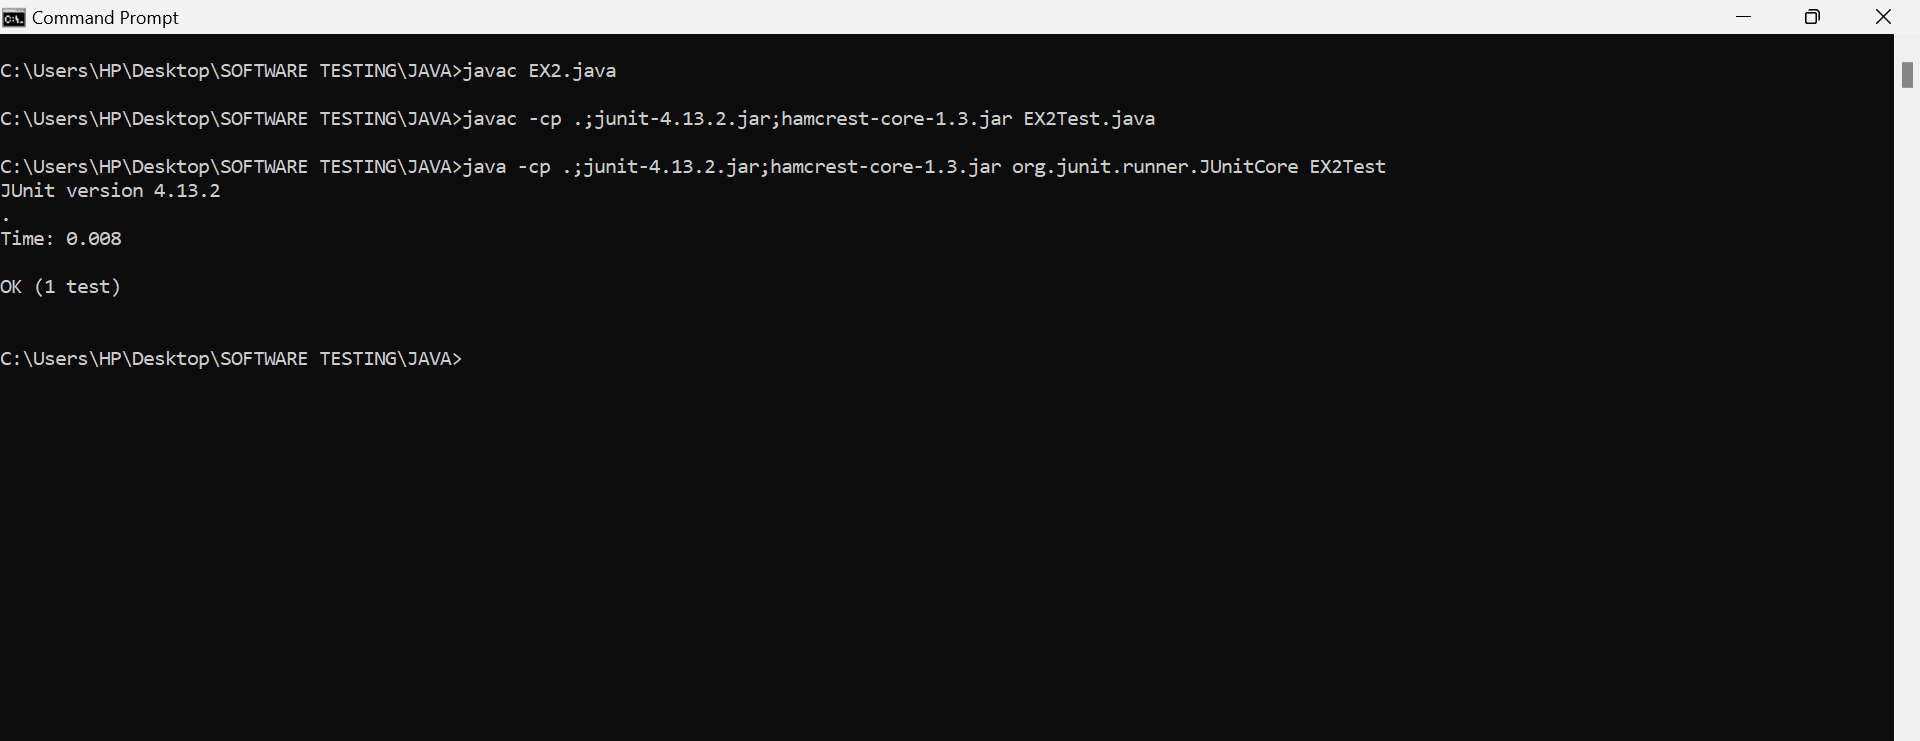 Command Prompt
C:\Users\HP\Desktop\SOFTWARE TESTING\JAVA>javac EX2.java
C:\Users\HP\Desktop\SOFTWARE TESTING\JAVA>javac -cp .;junit-4.13.2.jar;hamcrest-core-1.3.jar EX2Test.java
C:\Users\HP\Desktop\SOFTWARE TESTING\JAVA>java -cp .;junit-4.13.2.jar;hamcrest-core-1.3.jar org.junit.runner.JUnitCore EX2Test
JUnit version 4.13.2
.
Time: 0.008
OK (1 test)
C:\Users\HP\Desktop\SOFTWARE TESTING\JAVA>